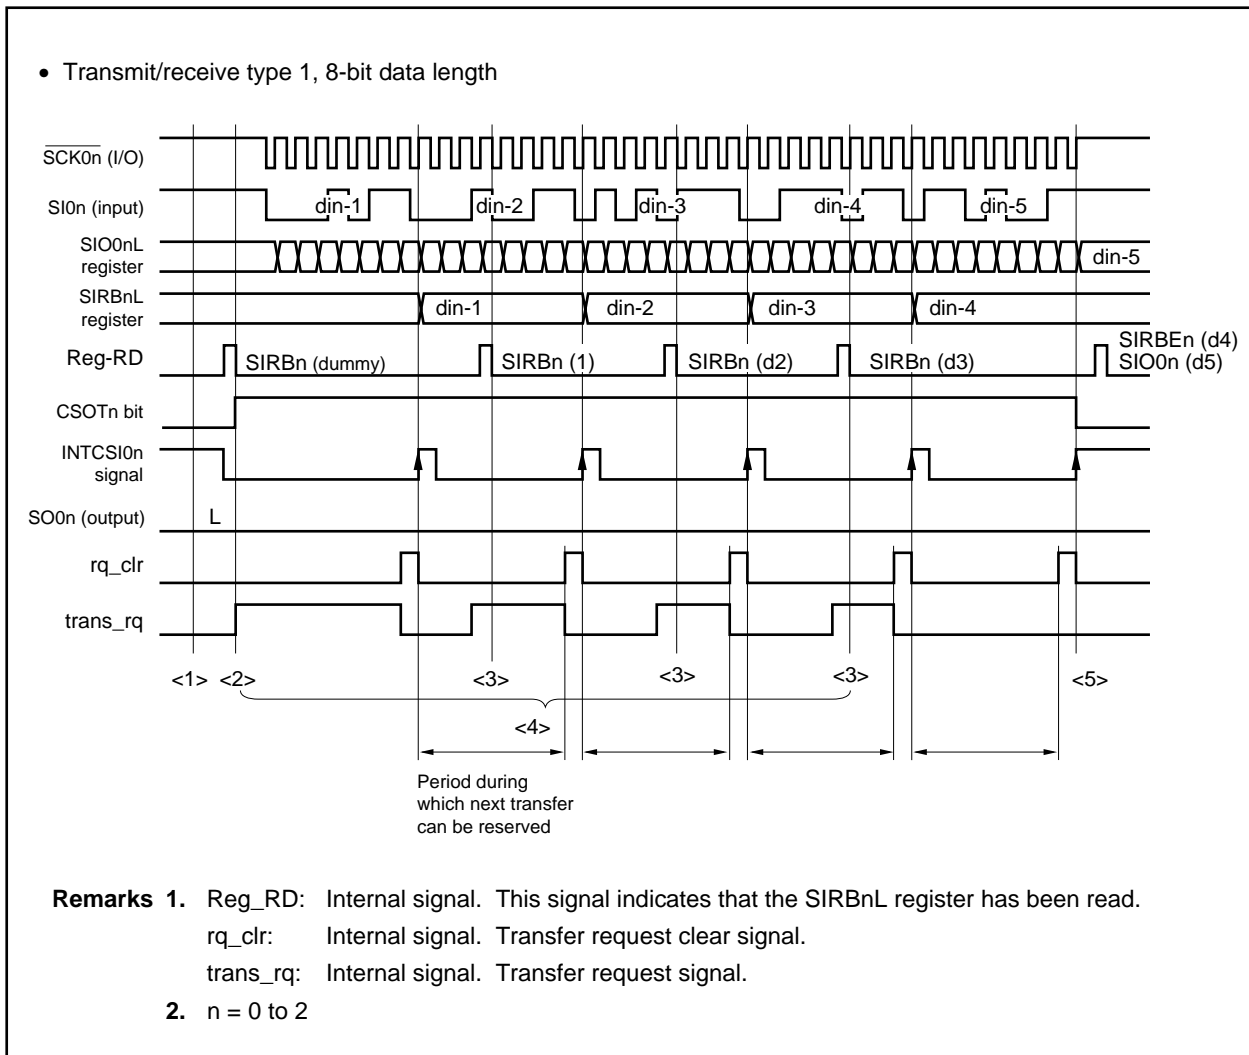 • Transmit/receive type 1, 8-bit data length
SCK0n (I/O)
SI0n (input)
din-1
din-2
din-3
din-4
din-5
SIO0nL
register
din-5
SIRBnL
register
din-1
din-2
din-3
din-4
Reg-RD
SIRBn (dummy)
SIRBn (1)
SIRBn (d2)
SIRBn (d3)
SIRBEn (d4)
SIO0n (d5)
CSOTn bit
INTCSI0n
signal
SO0n (output)
L
rq_clr
trans_rq
<1> <2> <3> <3> <3> <5>
<4>
Period during
which next transfer
can be reserved
Remarks 1. Reg_RD: Internal signal. This signal indicates that the SIRBnL register has been read.
rq_clr: Internal signal. Transfer request clear signal.
trans_rq: Internal signal. Transfer request signal.
2. n = 0 to 2